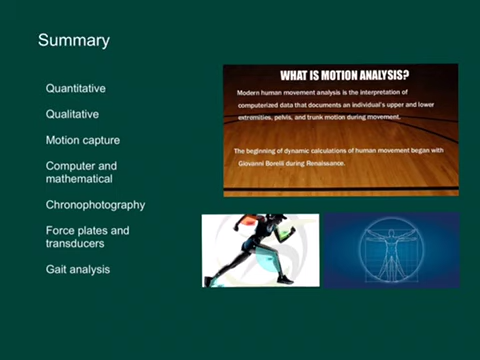 Summary
Quantitative
Qualitative
Motion capture
Computer and
mathematical
Chronophotography
Force plates and
transducers
Gait analysis
WHAT IS MOTION ANALYSIS?
Modern human movement analysis is the interpretation of
computerized data that documents an individual's upper and lower
extremities, pelvis, and trunk motion during movement.
The beginning of dynamic calculations of human movement began with
Giovanni Borelli during Renaissance.